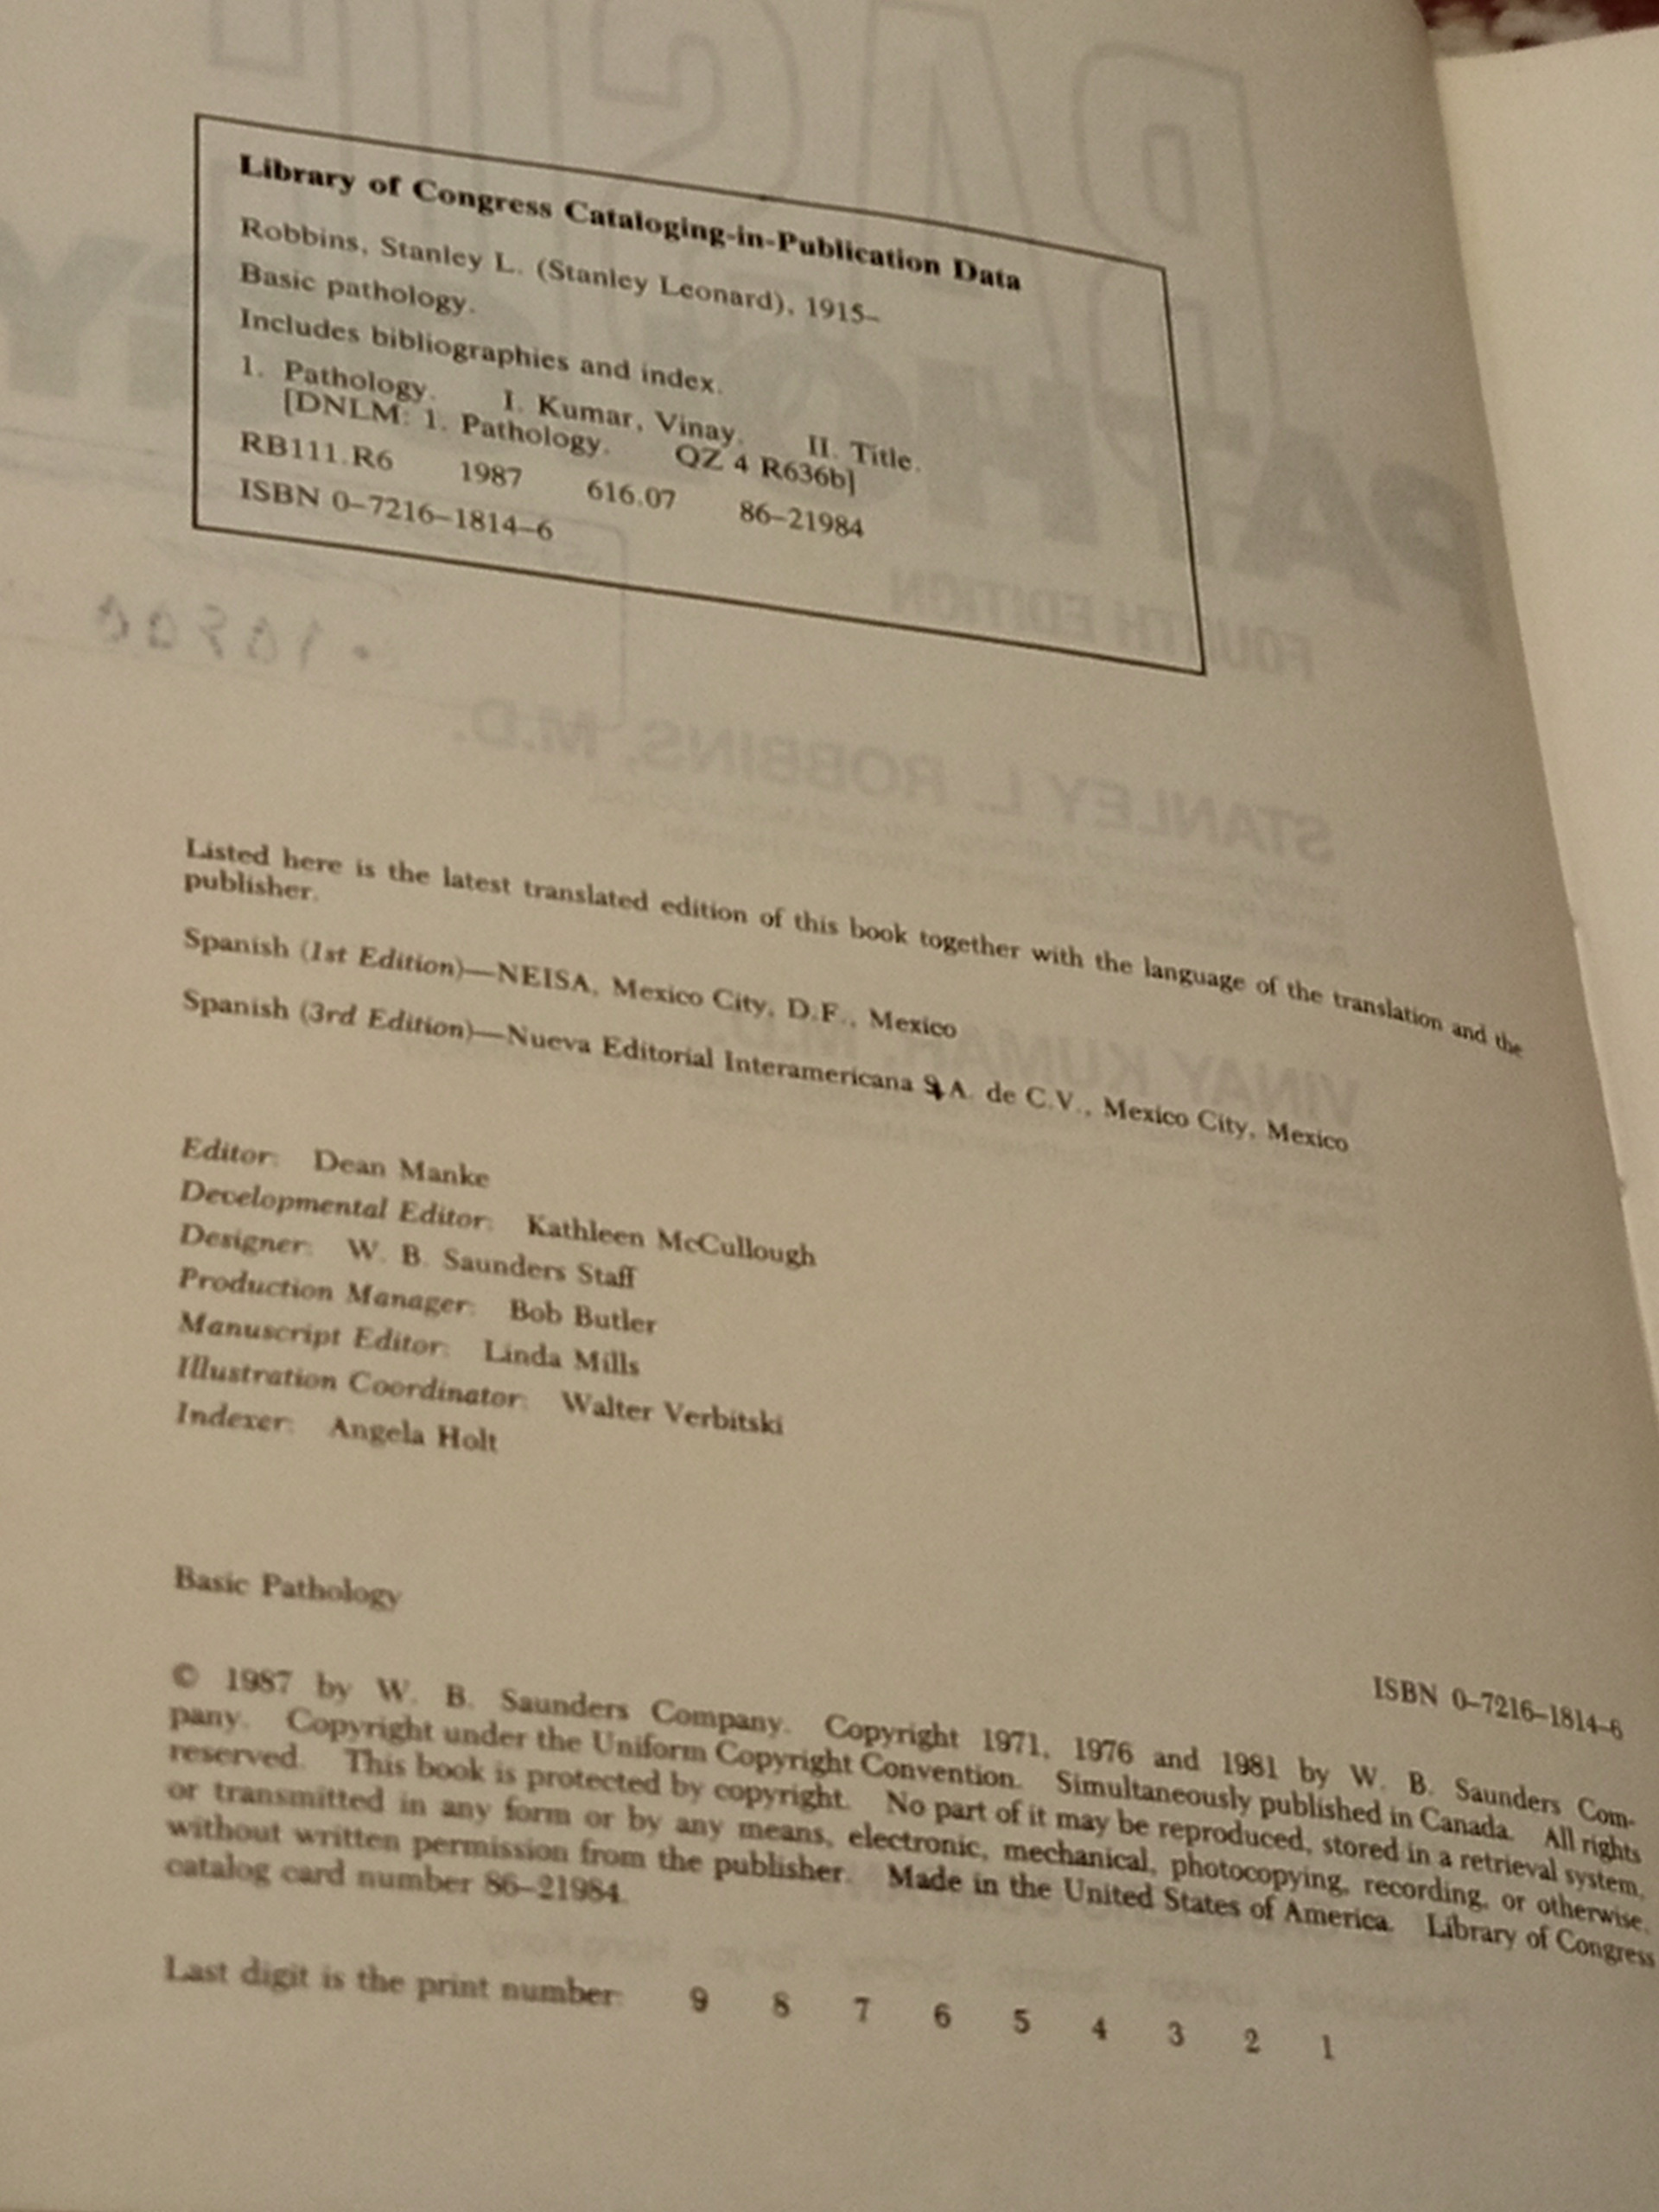 Library of Congress Cataloging-in-Publication Data
Robbins, Stanley L. (Stanley Leonard), 1915–
Basic pathology.
Includes bibliographies and index.
1. Pathology. I. Kumar, Vinay. II. Title.
[DNLM: 1. Pathology. QZ 4 R636b]
RB111.R6 1987 616.07 86–21984
ISBN 0–7216–1814–6
FOURTH EDITION
STANLEY L. ROBBINS, M.D.
VINAY KUMAR, M.D.
Listed here is the latest translated edition of this book together with the language of the translation and the
publisher.
Spanish (1st Edition)—NEISA, Mexico City, D.F., Mexico
Spanish (3rd Edition)—Nueva Editorial Interamericana S.A. de C.V., Mexico City, Mexico
Editor: Dean Manke
Developmental Editor: Kathleen McCullough
Designer: W. B. Saunders Staff
Production Manager: Bob Butler
Manuscript Editor: Linda Mills
Illustration Coordinator: Walter Verbitski
Indexer: Angela Holt
Basic Pathology
ISBN 0–7216–1814–6
© 1987 by W. B. Saunders Company. Copyright 1971, 1976 and 1981 by W. B. Saunders Com-
pany. Copyright under the Uniform Copyright Convention. Simultaneously published in Canada. All rights
reserved. This book is protected by copyright. No part of it may be reproduced, stored in a retrieval system,
or transmitted in any form or by any means, electronic, mechanical, photocopying, recording, or otherwise,
without written permission from the publisher. Made in the United States of America. Library of Congress
catalog card number 86–21984.
Last digit is the print number: 9 8 7 6 5 4 3 2 1